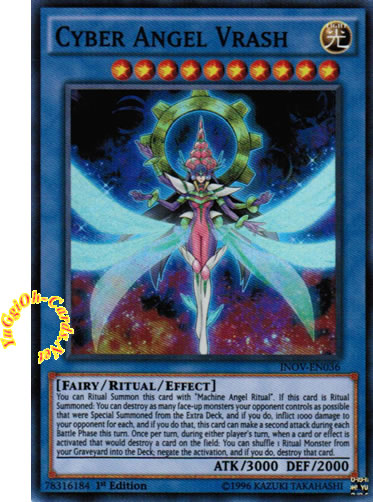 CYBER ANGEL VRASH
LIGHT
光
YuGgiOh-Cards.Net
INOV-EN036
[FAIRY/RITUAL/EFFECT]
You can Ritual Summon this card with "Machine Angel Ritual". If this card is Ritual
Summoned: You can destroy as many face-up monsters your opponent controls as possible
that were Special Summoned from the Extra Deck, and if you do, inflict 1000 damage to
your opponent for each, and if you do that, this card can make a second attack during each
Battle Phase this turn. Once per turn, during either player's turn, when a card or effect is
activated that would destroy a card on the field: You can shuffle 1 Ritual Monster from
your Graveyard into the Deck; negate the activation, and if you do, destroy that card.
ATK/3000 DEF/2000
78316184 1st Edition ©1996 KAZUKI TAKAHASHI